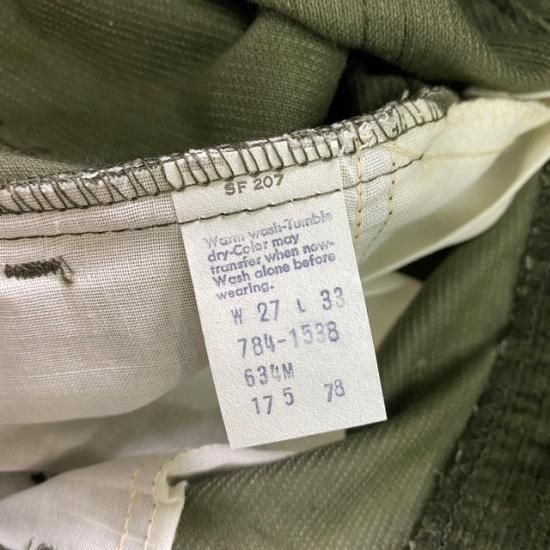 SF 207
Warm wash-Tumble
dry-Color may
transfer when now-
Wash alone before
wearing.
W 27 L 33
784-1538
634M
17 5 78